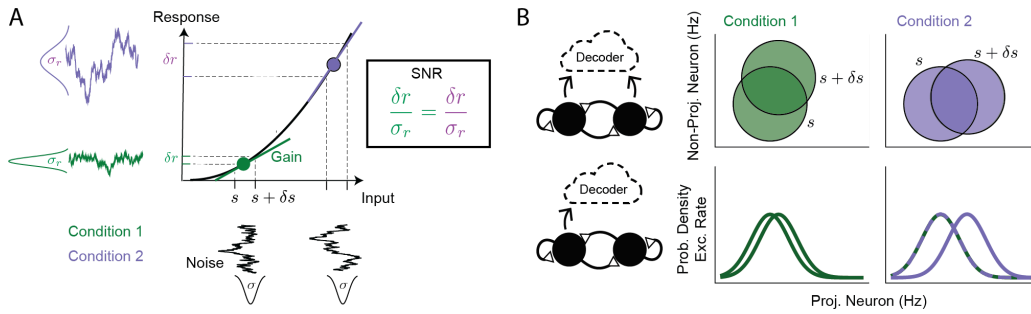 A
Response
σr
δr
σr
δr
Gain
s
s + δs
Input
SNR
δr
σr
=
δr
σr
Condition 1
Condition 2
Noise
σ
σ
B
Decoder
Decoder
Condition 1
Condition 2
Non-Proj. Neuron (Hz)
s + δs
s
s
s + δs
Prob. Density
Exc. Rate
Proj. Neuron (Hz)